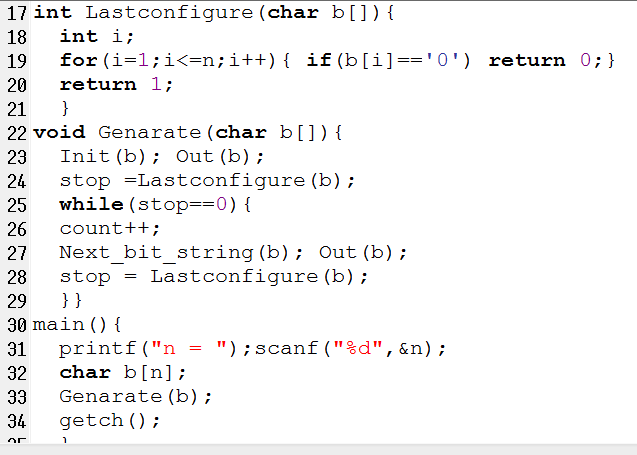 17 int Lastconfigure(char b[]){
18 int i;
19 for(i=1;i<=n;i++){ if(b[i]=='0') return 0;}
20 return 1;
21 }
22 void Genarate(char b[]){
23 Init(b); Out(b);
24 stop =Lastconfigure(b);
25 while(stop==0){
26 count++;
27 Next_bit_string(b); Out(b);
28 stop = Lastconfigure(b);
29 }}
30 main(){
31 printf("n = ");scanf("%d",&n);
32 char b[n];
33 Genarate(b);
34 getch();